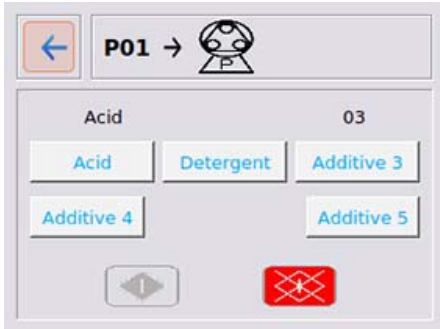 P01 → P
Acid 03
Acid Detergent Additive 3
Additive 4 Additive 5